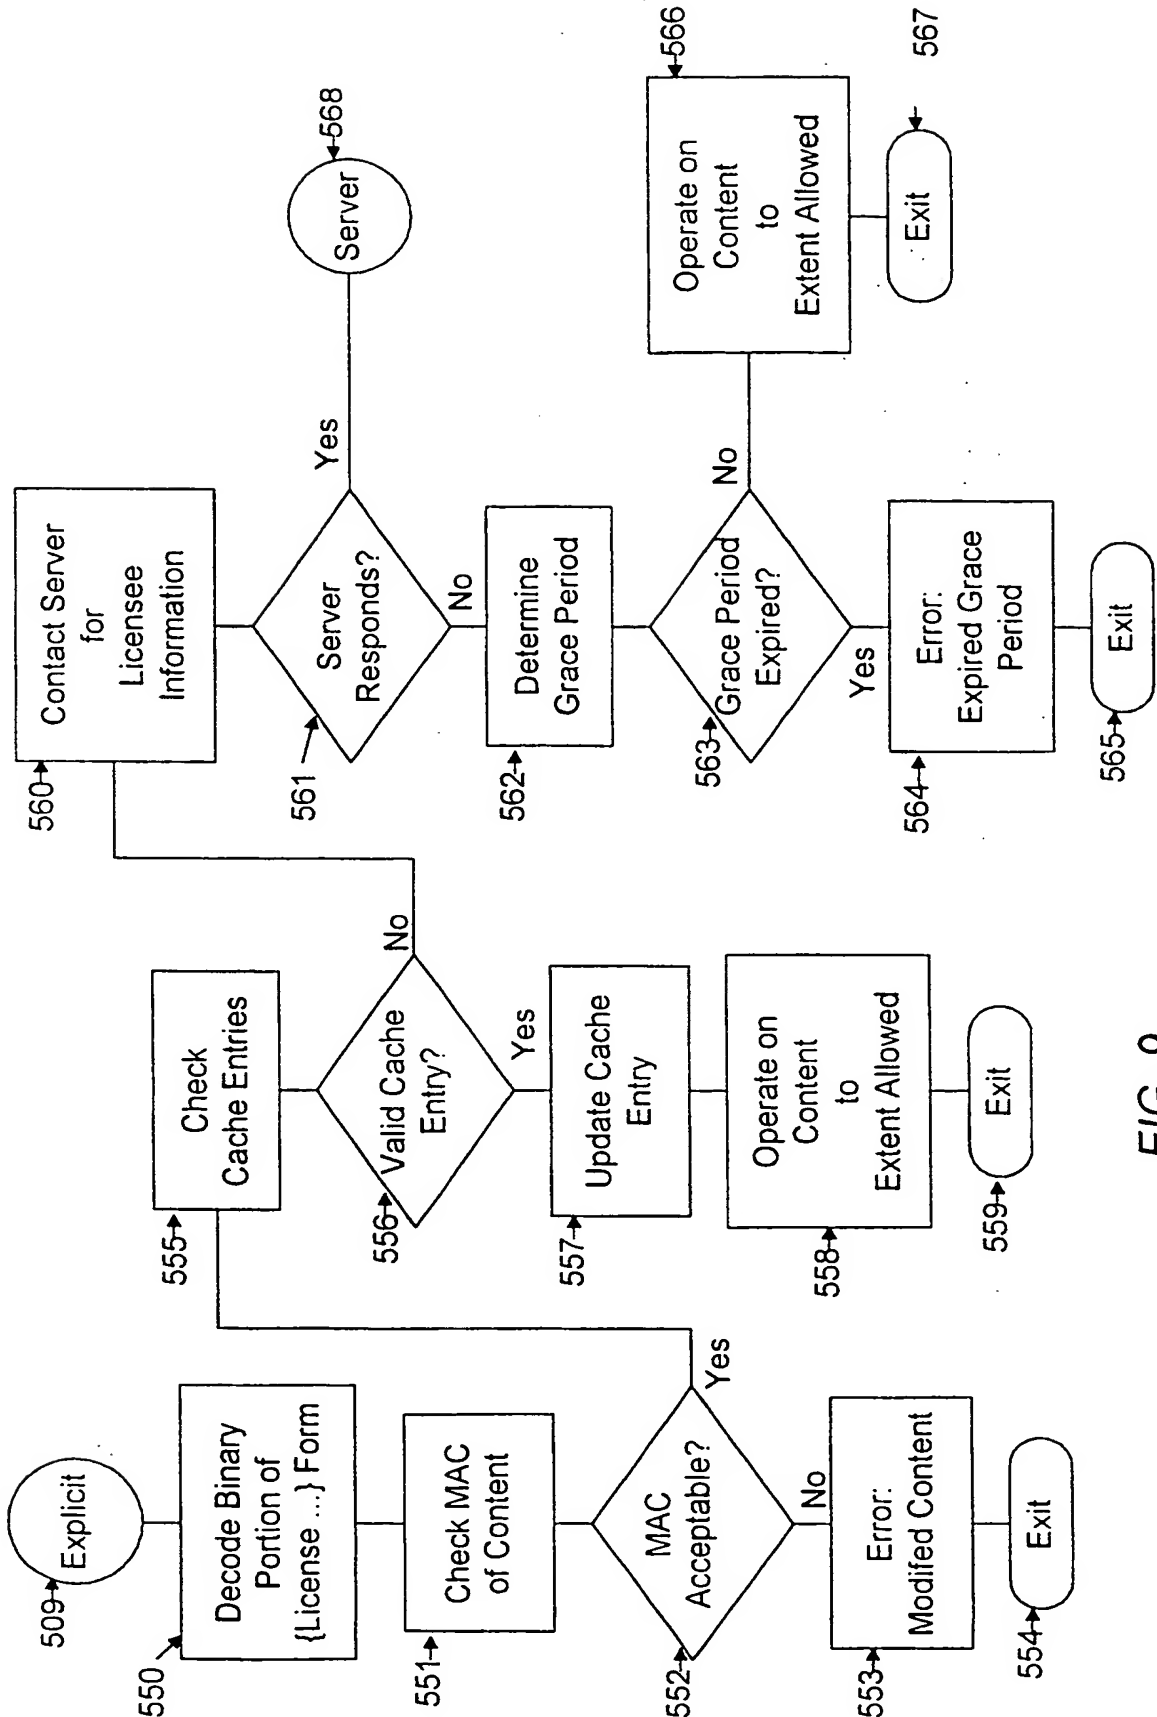 509
Explicit
550
Decode Binary
Portion of
{License ...} Form
551
Check MAC
of Content
552
MAC
Acceptable?
Yes
No
553
Error:
Modifed Content
554
Exit
555
Check
Cache Entries
556
Valid Cache
Entry?
No
Yes
557
Update Cache
Entry
558
Operate on
Content
to
Extent Allowed
559
Exit
560
Contact Server
for
Licensee
Information
561
Server
Responds?
Yes
Server
568
No
562
Determine
Grace Period
563
Grace Period
Expired?
No
Yes
564
Error:
Expired Grace
Period
565
Exit
566
Operate on
Content
to
Extent Allowed
567
Exit
FIG. 9